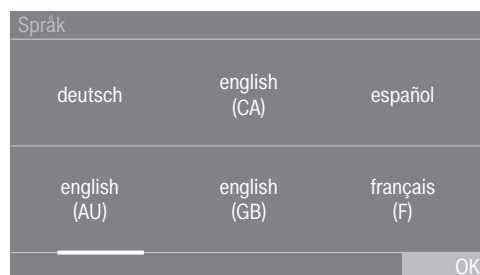 Språk
deutsch
english
(CA)
español
english
(AU)
english
(GB)
français
(F)
OK